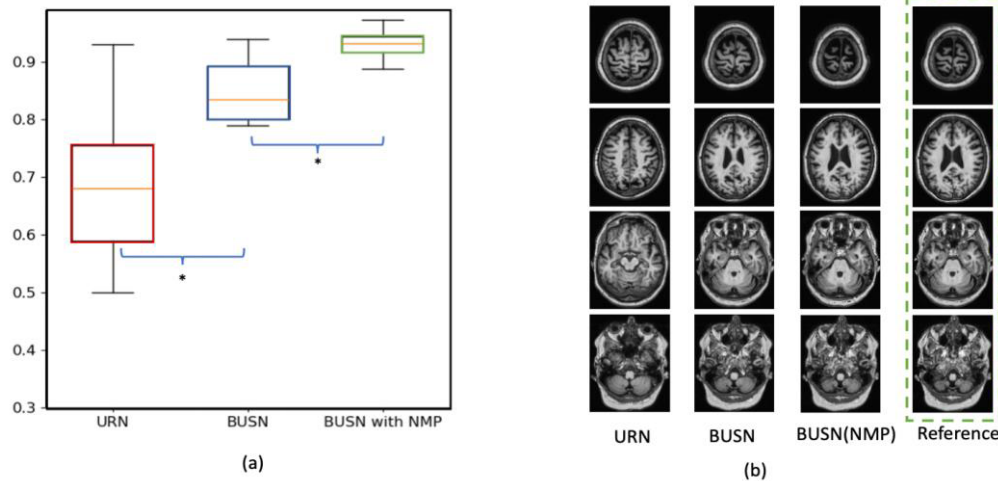 0.9
0.8
0.7
0.6
0.5
0.4
0.3
*
*
URN
BUSN
BUSN with NMP
(a)
URN
BUSN
BUSN(NMP)
Reference
(b)